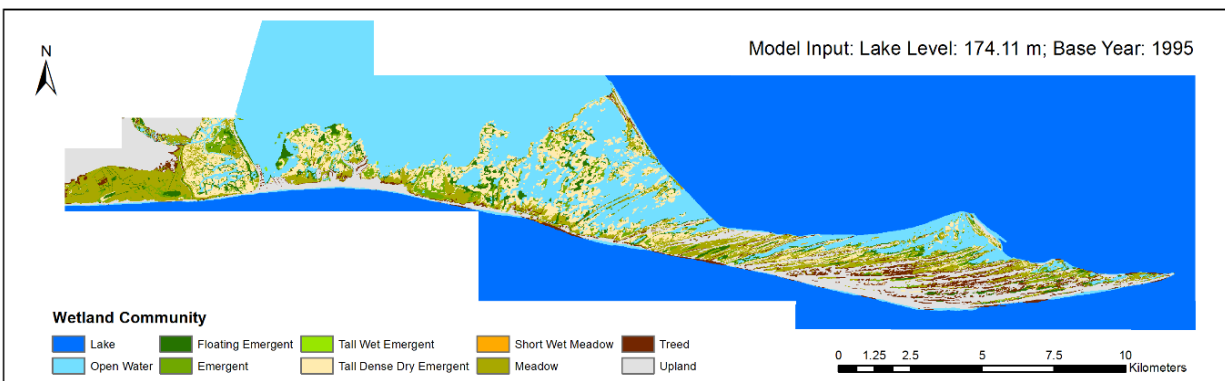 Model Input: Lake Level: 174.11 m; Base Year: 1995
N
Wetland Community
Lake Floating Emergent Tall Wet Emergent Short Wet Meadow Treed
Open Water Emergent Tall Dense Dry Emergent Meadow Upland
0 1.25 2.5 5 7.5 10
Kilometers